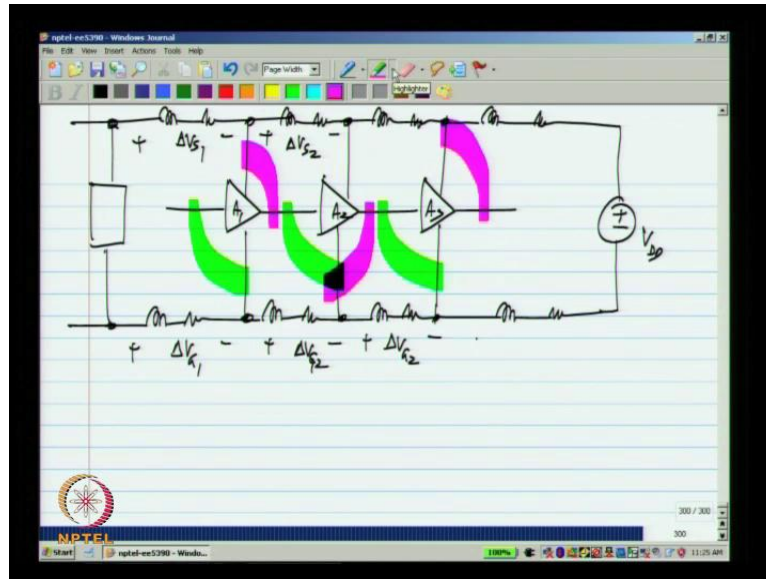 nptel-ee5390 - Windows Journal
File Edit View Insert Actions Tools Help
Page Width
B I
Highlighter
+ ΔVS1 - + ΔVS2 -
A1 A2 A3
+ -
VDD
+ ΔVG1 - + ΔVG2 - + ΔVG2 -
NPTEL
300 / 300
300
Start nptel-ee5390 - Windo...
100%
11:25 AM